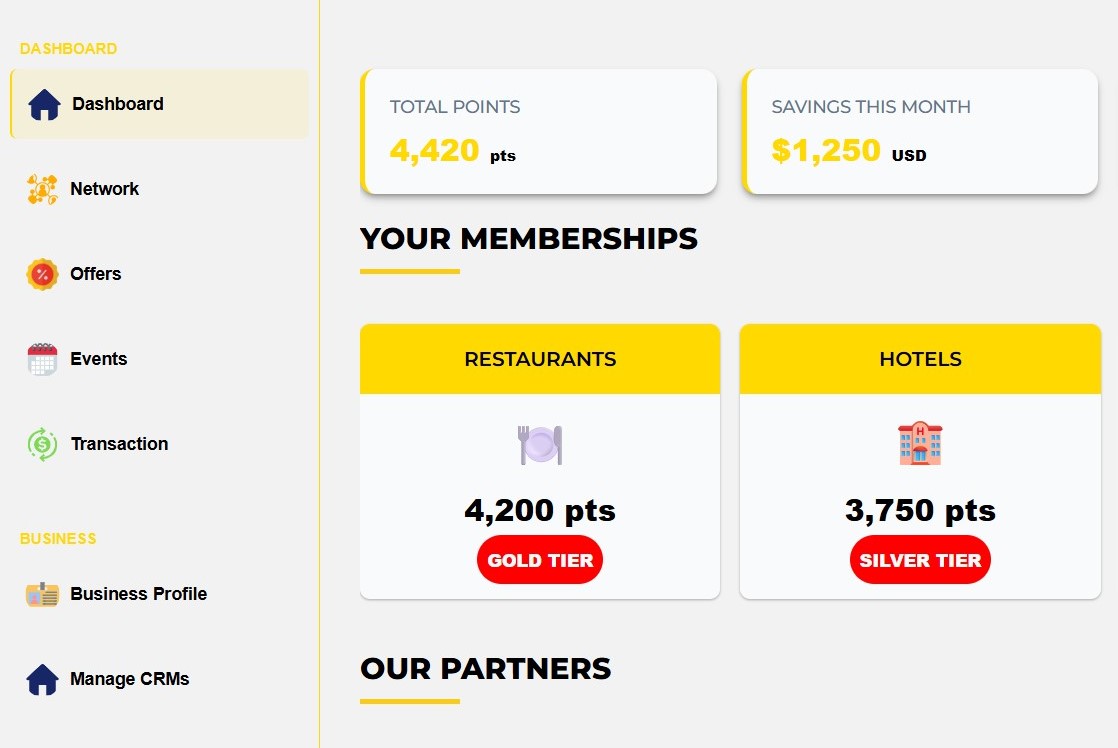 DASHBOARD
Dashboard
Network
Offers
Events
Transaction
BUSINESS
Business Profile
Manage CRMs
TOTAL POINTS
4,420 pts
SAVINGS THIS MONTH
$1,250 USD
YOUR MEMBERSHIPS
RESTAURANTS
4,200 pts
GOLD TIER
HOTELS
H
3,750 pts
SILVER TIER
OUR PARTNERS